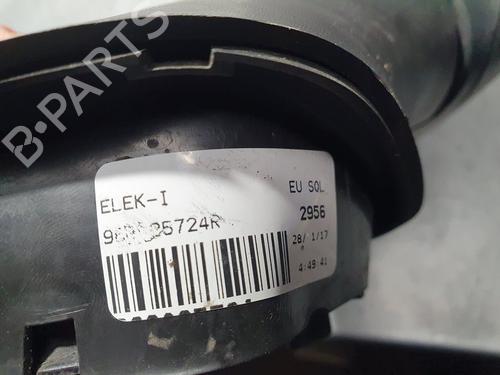 B-PARTS
ELEK-I
EU SOL
2956
28/ 1/17
4:49:41